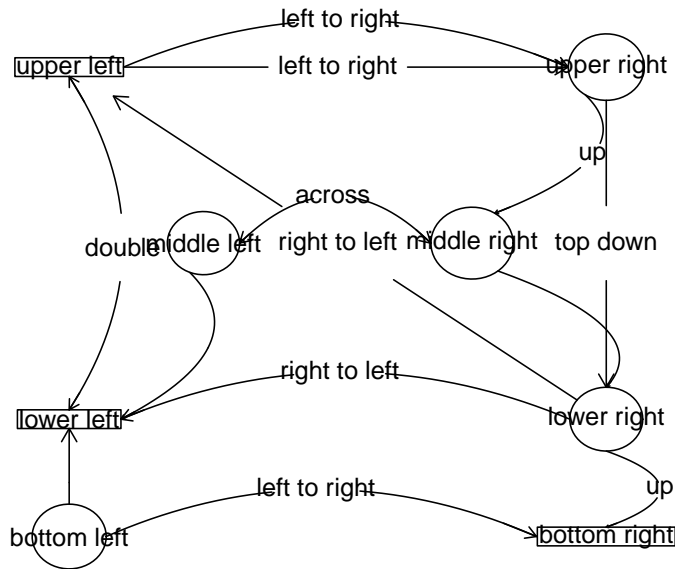 left to right
upper left
left to right
upper right
up
across
double
middle left
right to left
middle right
top down
right to left
lower left
lower right
left to right
up
bottom left
bottom right